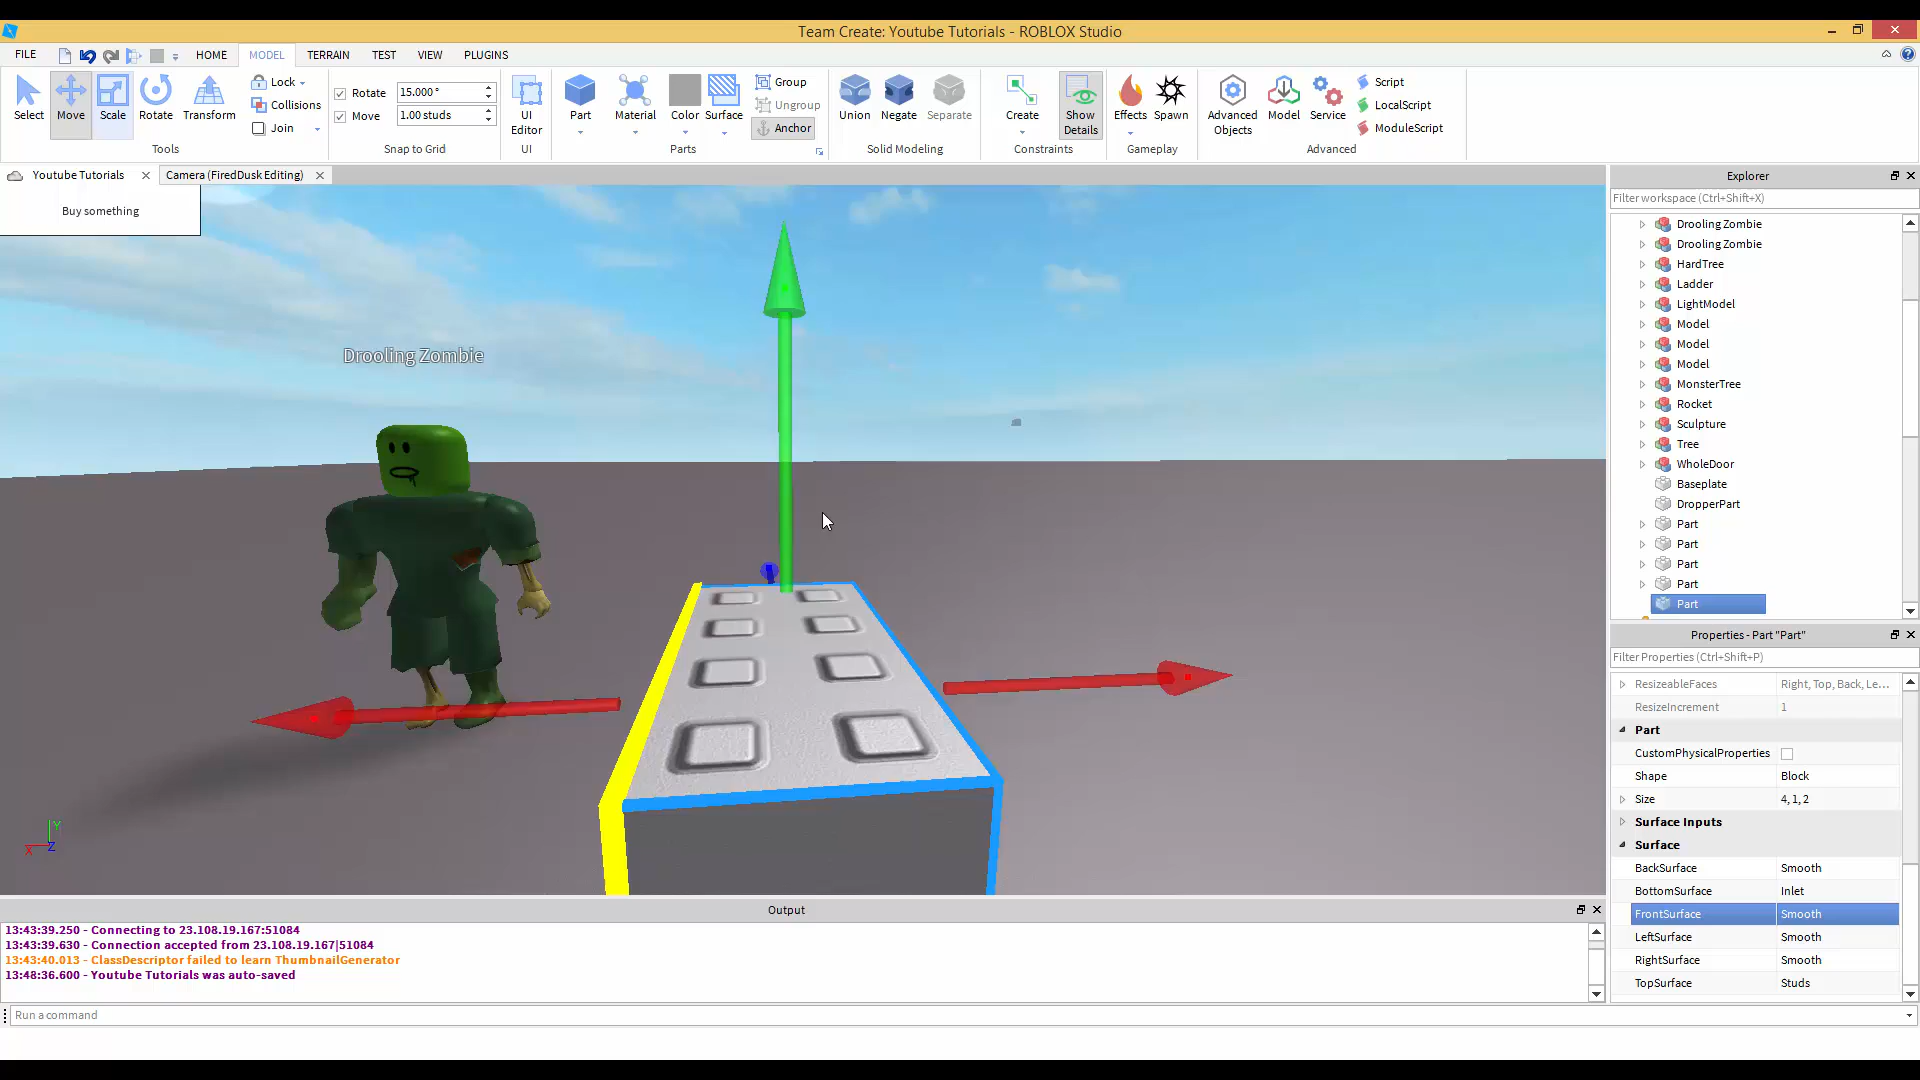 Team Create: Youtube Tutorials - ROBLOX Studio
FILE HOME MODEL TERRAIN TEST VIEW PLUGINS
Select Move Scale Rotate Transform
Lock
Collisions
Join
Tools
Rotate 15.000 °
Move 1.00 studs
Snap to Grid
UI Editor
UI
Part Material Color Surface
Group
Ungroup
Anchor
Parts
Union Negate Separate
Solid Modeling
Create Show Details
Constraints
Effects Spawn
Gameplay
Advanced Objects Model Service
Script
LocalScript
ModuleScript
Advanced
Youtube Tutorials Camera (FiredDusk Editing)
Buy something
Drooling Zombie
Y
X
Z
Explorer
Filter workspace (Ctrl+Shift+X)
Drooling Zombie
Drooling Zombie
HardTree
Ladder
LightModel
Model
Model
Model
MonsterTree
Rocket
Sculpture
Tree
WholeDoor
Baseplate
DropperPart
Part
Part
Part
Part
Part
Properties - Part "Part"
Filter Properties (Ctrl+Shift+P)
ResizeableFaces Right, Top, Back, Le...
ResizeIncrement 1
Part
CustomPhysicalProperties
Shape Block
Size 4, 1, 2
Surface Inputs
Surface
BackSurface Smooth
BottomSurface Inlet
FrontSurface Smooth
LeftSurface Smooth
RightSurface Smooth
TopSurface Studs
Output
13:43:39.250 - Connecting to 23.108.19.167:51084
13:43:39.630 - Connection accepted from 23.108.19.167|51084
13:43:40.013 - ClassDescriptor failed to learn ThumbnailGenerator
13:48:36.600 - Youtube Tutorials was auto-saved
Run a command